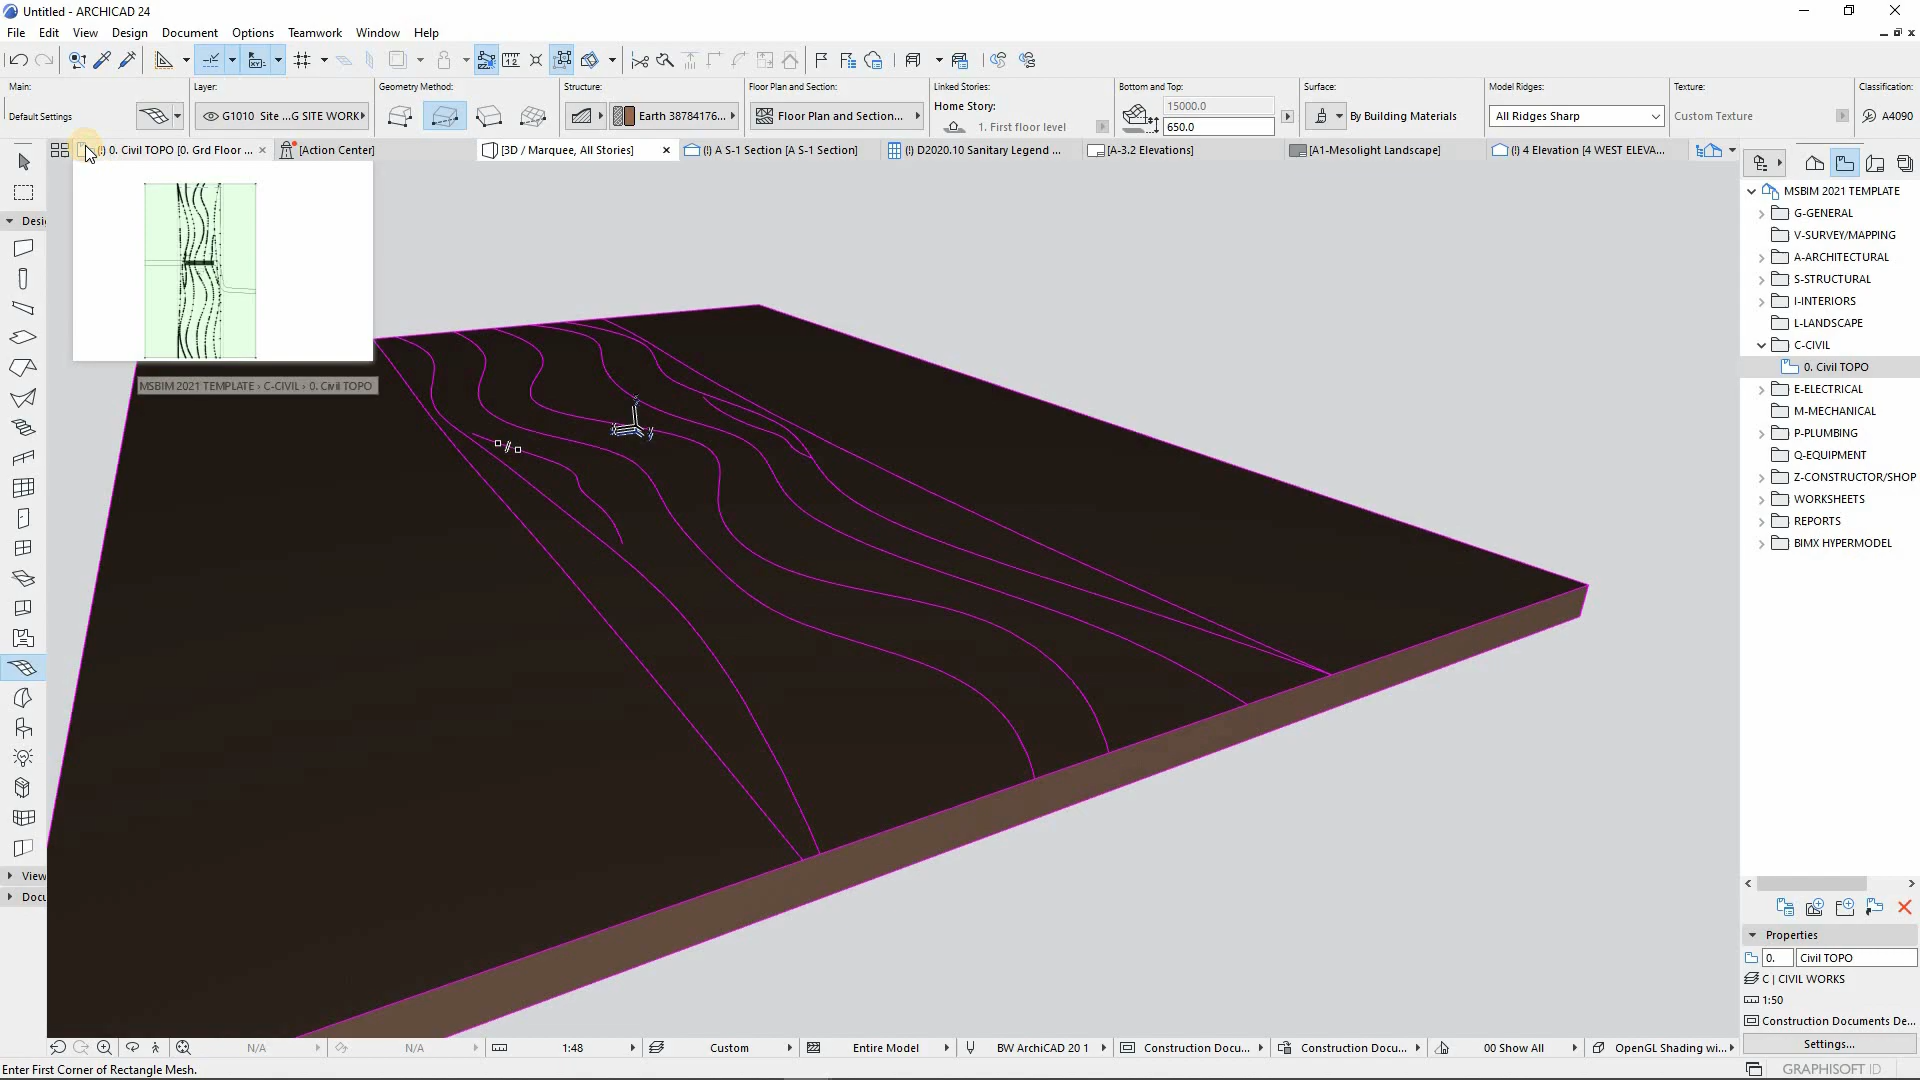 Untitled - ARCHICAD 24
File Edit View Design Document Options Teamwork Window Help
Main: Layer: Geometry Method: Structure: Floor Plan and Section: Linked Stories: Bottom and Top: Surface: Model Ridges: Texture: Classification:
Default Settings G1010 Site ...G SITE WORK Earth 38784176... Floor Plan and Section... Home Story: 15000.0 By Building Materials All Ridges Sharp Custom Texture A4090
1. First floor level 650.0
(!) 0. Civil TOPO [0. Grd Floor ... [Action Center] [3D / Marquee, All Stories] (!) A S-1 Section [A S-1 Section] (!) D2020.10 Sanitary Legend ... [A-3.2 Elevations] [A1-Mesolight Landscape] (!) 4 Elevation [4 WEST ELEVA...
MSBIM 2021 TEMPLATE › C-CIVIL › 0. Civil TOPO
Desi
View
Docu
MSBIM 2021 TEMPLATE
G-GENERAL
V-SURVEY/MAPPING
A-ARCHITECTURAL
S-STRUCTURAL
I-INTERIORS
L-LANDSCAPE
C-CIVIL
0. Civil TOPO
E-ELECTRICAL
M-MECHANICAL
P-PLUMBING
Q-EQUIPMENT
Z-CONSTRUCTOR/SHOP
WORKSHEETS
REPORTS
BIMX HYPERMODEL
Properties
0. Civil TOPO
C | CIVIL WORKS
1:50
Construction Documents De...
Settings...
N/A N/A 1:48 Custom Entire Model BW ArchiCAD 20 1 Construction Docu... Construction Docu... 00 Show All OpenGL Shading wi...
Enter First Corner of Rectangle Mesh.
GRAPHISOFT ID